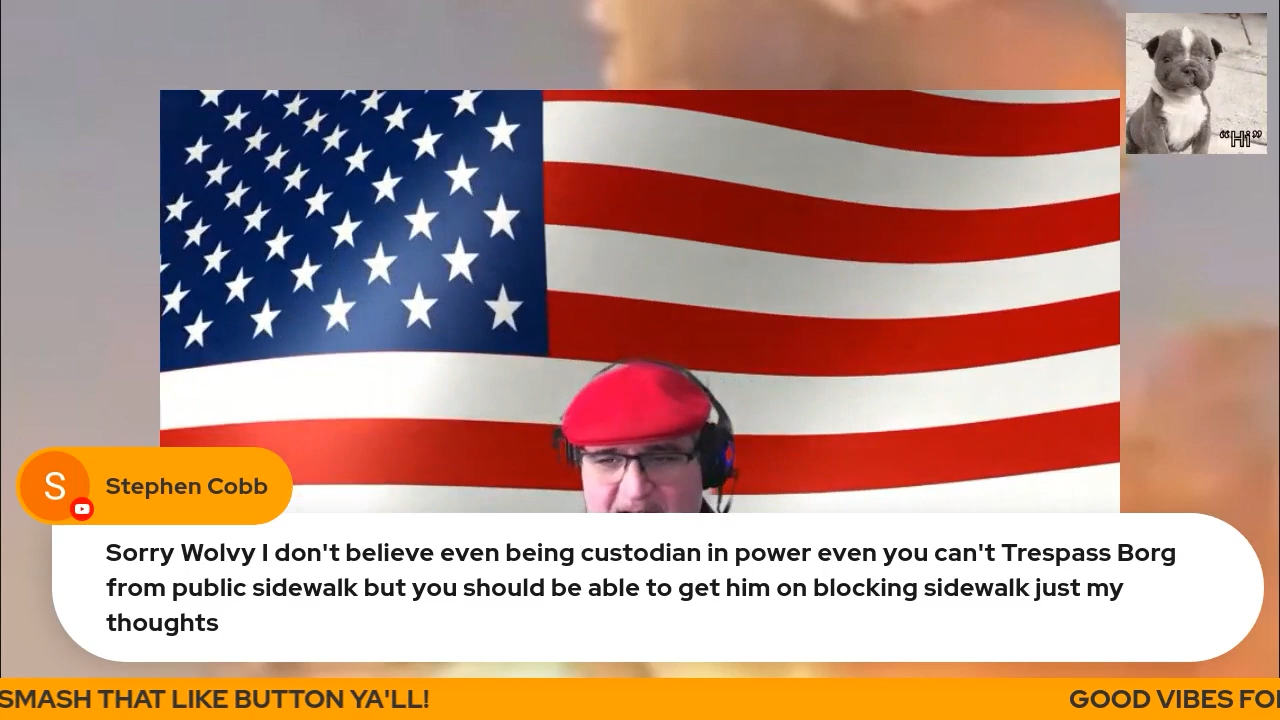 “Hi”
Stephen Cobb
Sorry Wolvy I don't believe even being custodian in power even you can't Trespass Borg
from public sidewalk but you should be able to get him on blocking sidewalk just my
thoughts
SMASH THAT LIKE BUTTON YA'LL!
GOOD VIBES